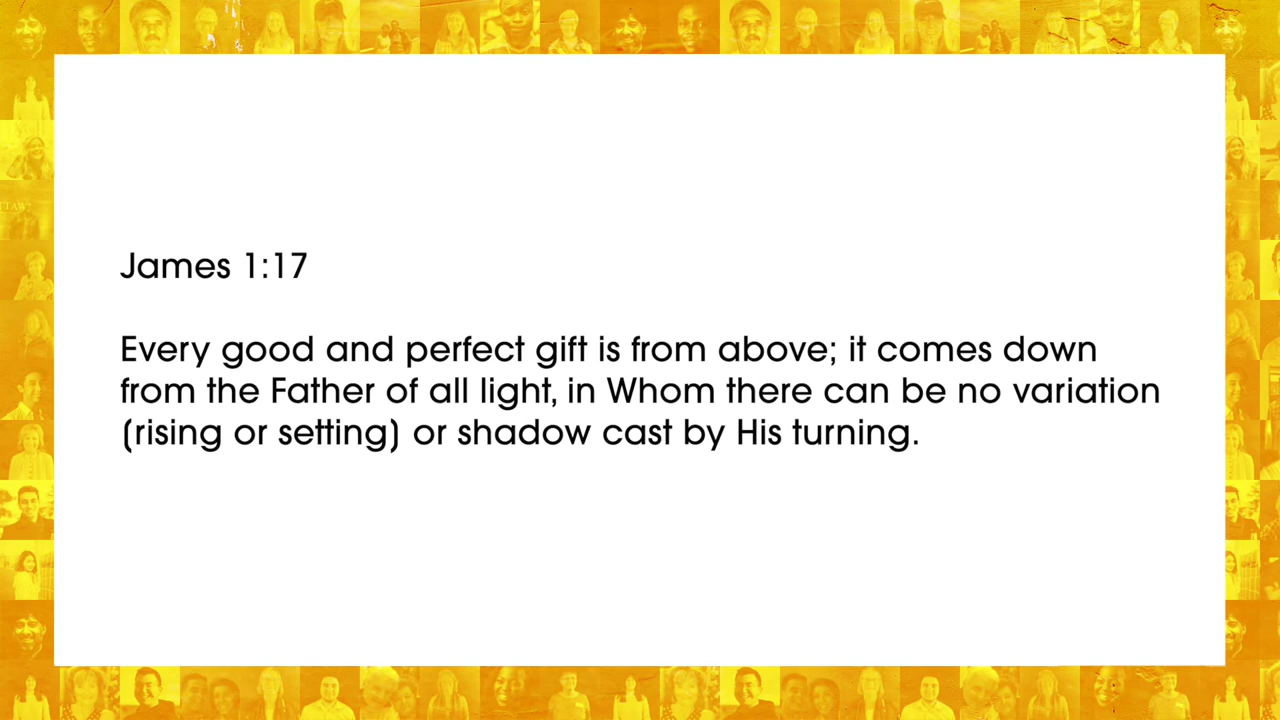 James 1:17
Every good and perfect gift is from above; it comes down
from the Father of all light, in Whom there can be no variation
(rising or setting) or shadow cast by His turning.
TTAW